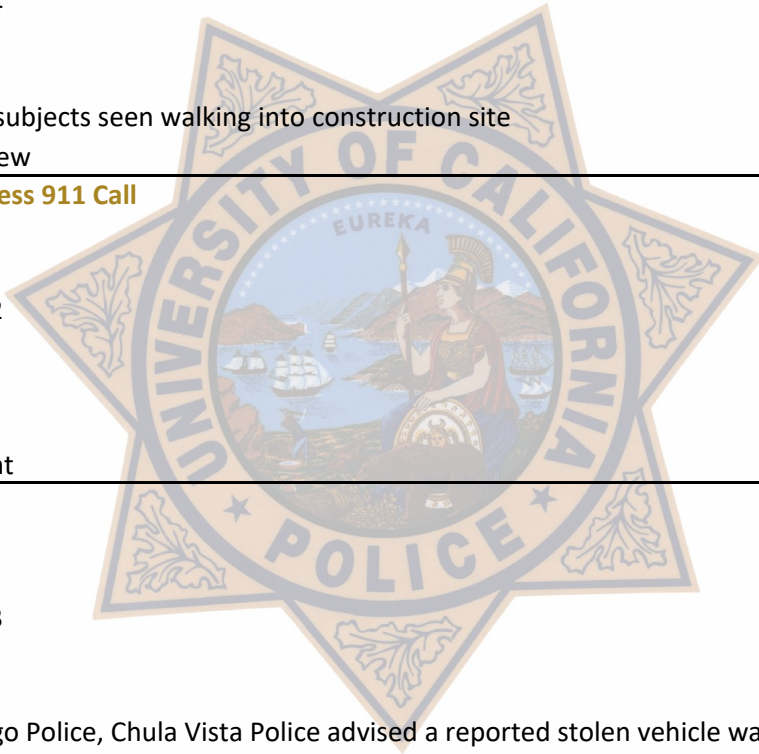 subjects seen walking into construction site
ew
ess 911 Call
UNIVERSITY OF CALIFORNIA
EUREKA
2
nt
POLICE
3
go Police, Chula Vista Police advised a reported stolen vehicle wa